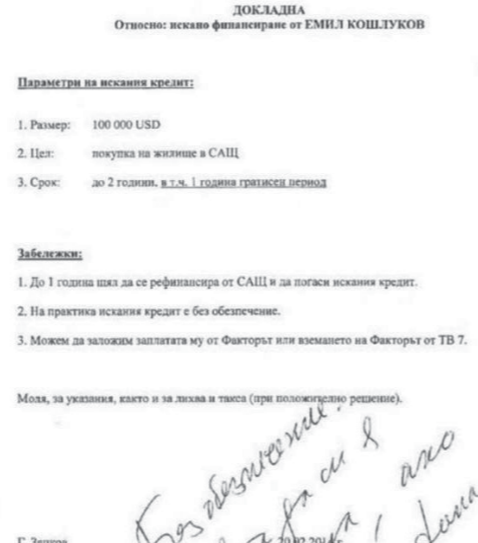 ДОКЛАДНА
Относно: искано финансиране от ЕМИЛ КОШЛУКОВ
Параметри на искания кредит:
1. Размер: 100 000 USD
2. Цел: покупка на жилище в САЩ
3. Срок: до 2 години, в т.ч. 1 година гратисен период
Забележки:
1. До 1 година щял да се рефинансира от САЩ и да погаси искания кредит.
2. На практика искания кредит е без обезпечение.
3. Можем да заложим заплатата му от Факторът или вземането на Факторът от ТВ 7.
Моля, за указания, както и за лихва и такса (при положително решение).
Без обезпечение.
ако
Г.